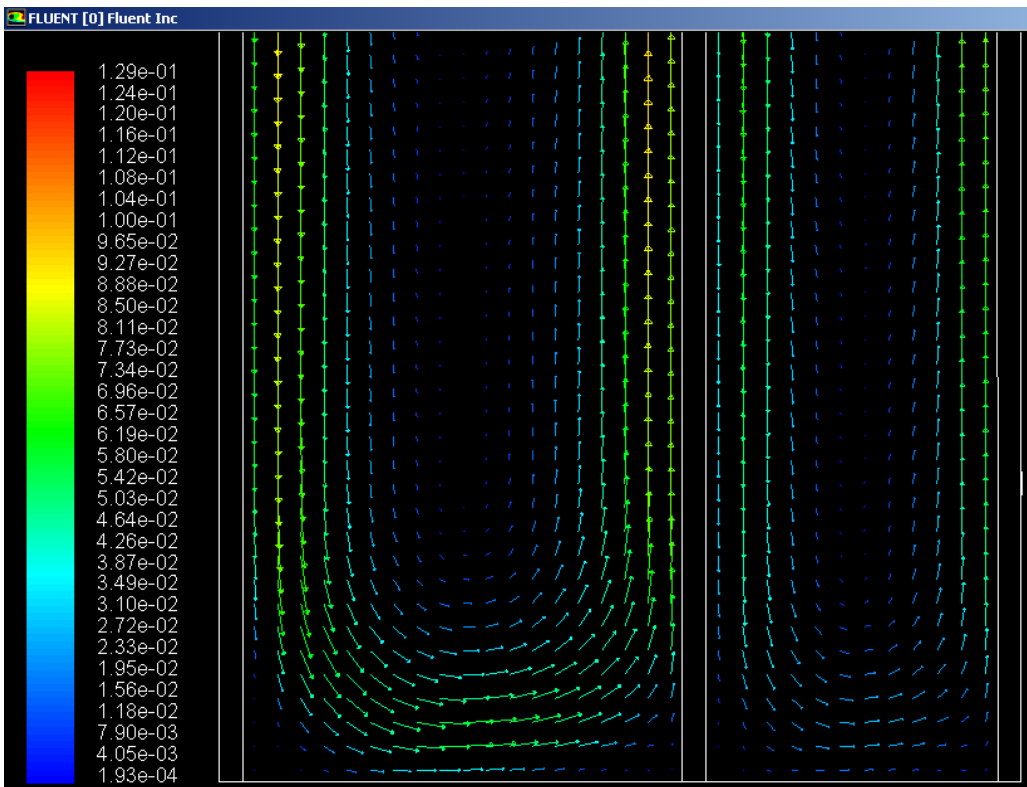 FLUENT [0] Fluent Inc
1.29e-01
1.24e-01
1.20e-01
1.16e-01
1.12e-01
1.08e-01
1.04e-01
1.00e-01
9.65e-02
9.27e-02
8.88e-02
8.50e-02
8.11e-02
7.73e-02
7.34e-02
6.96e-02
6.57e-02
6.19e-02
5.80e-02
5.42e-02
5.03e-02
4.64e-02
4.26e-02
3.87e-02
3.49e-02
3.10e-02
2.72e-02
2.33e-02
1.95e-02
1.56e-02
1.18e-02
7.90e-03
4.05e-03
1.93e-04